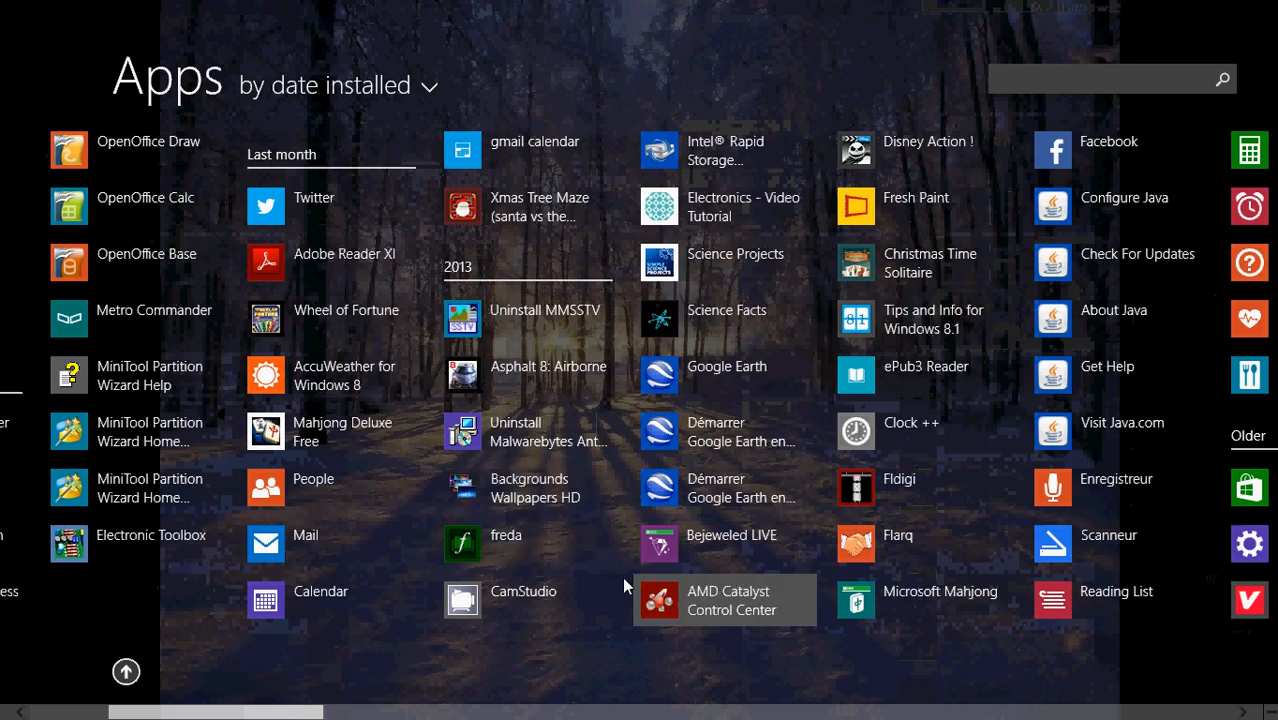 Apps by date installed
OpenOffice Draw
OpenOffice Calc
OpenOffice Base
Metro Commander
MiniTool Partition
Wizard Help
MiniTool Partition
Wizard Home...
MiniTool Partition
Wizard Home...
Electronic Toolbox
ess
Last month
Twitter
Adobe Reader XI
Wheel of Fortune
AccuWeather for
Windows 8
Mahjong Deluxe
Free
People
Mail
Calendar
gmail calendar
Xmas Tree Maze
(santa vs the...
2013
Uninstall MMSSTV
Asphalt 8: Airborne
Uninstall
Malwarebytes Ant...
Backgrounds
Wallpapers HD
freda
CamStudio
Intel® Rapid
Storage...
Electronics - Video
Tutorial
Science Projects
Science Facts
Google Earth
Démarrer
Google Earth en...
Démarrer
Google Earth en...
Bejeweled LIVE
AMD Catalyst
Control Center
Disney Action !
Fresh Paint
Christmas Time
Solitaire
Tips and Info for
Windows 8.1
ePub3 Reader
Clock ++
Fldigi
Flarq
Microsoft Mahjong
Facebook
Configure Java
Check For Updates
About Java
Get Help
Visit Java.com
Enregistreur
Scanneur
Reading List
Older